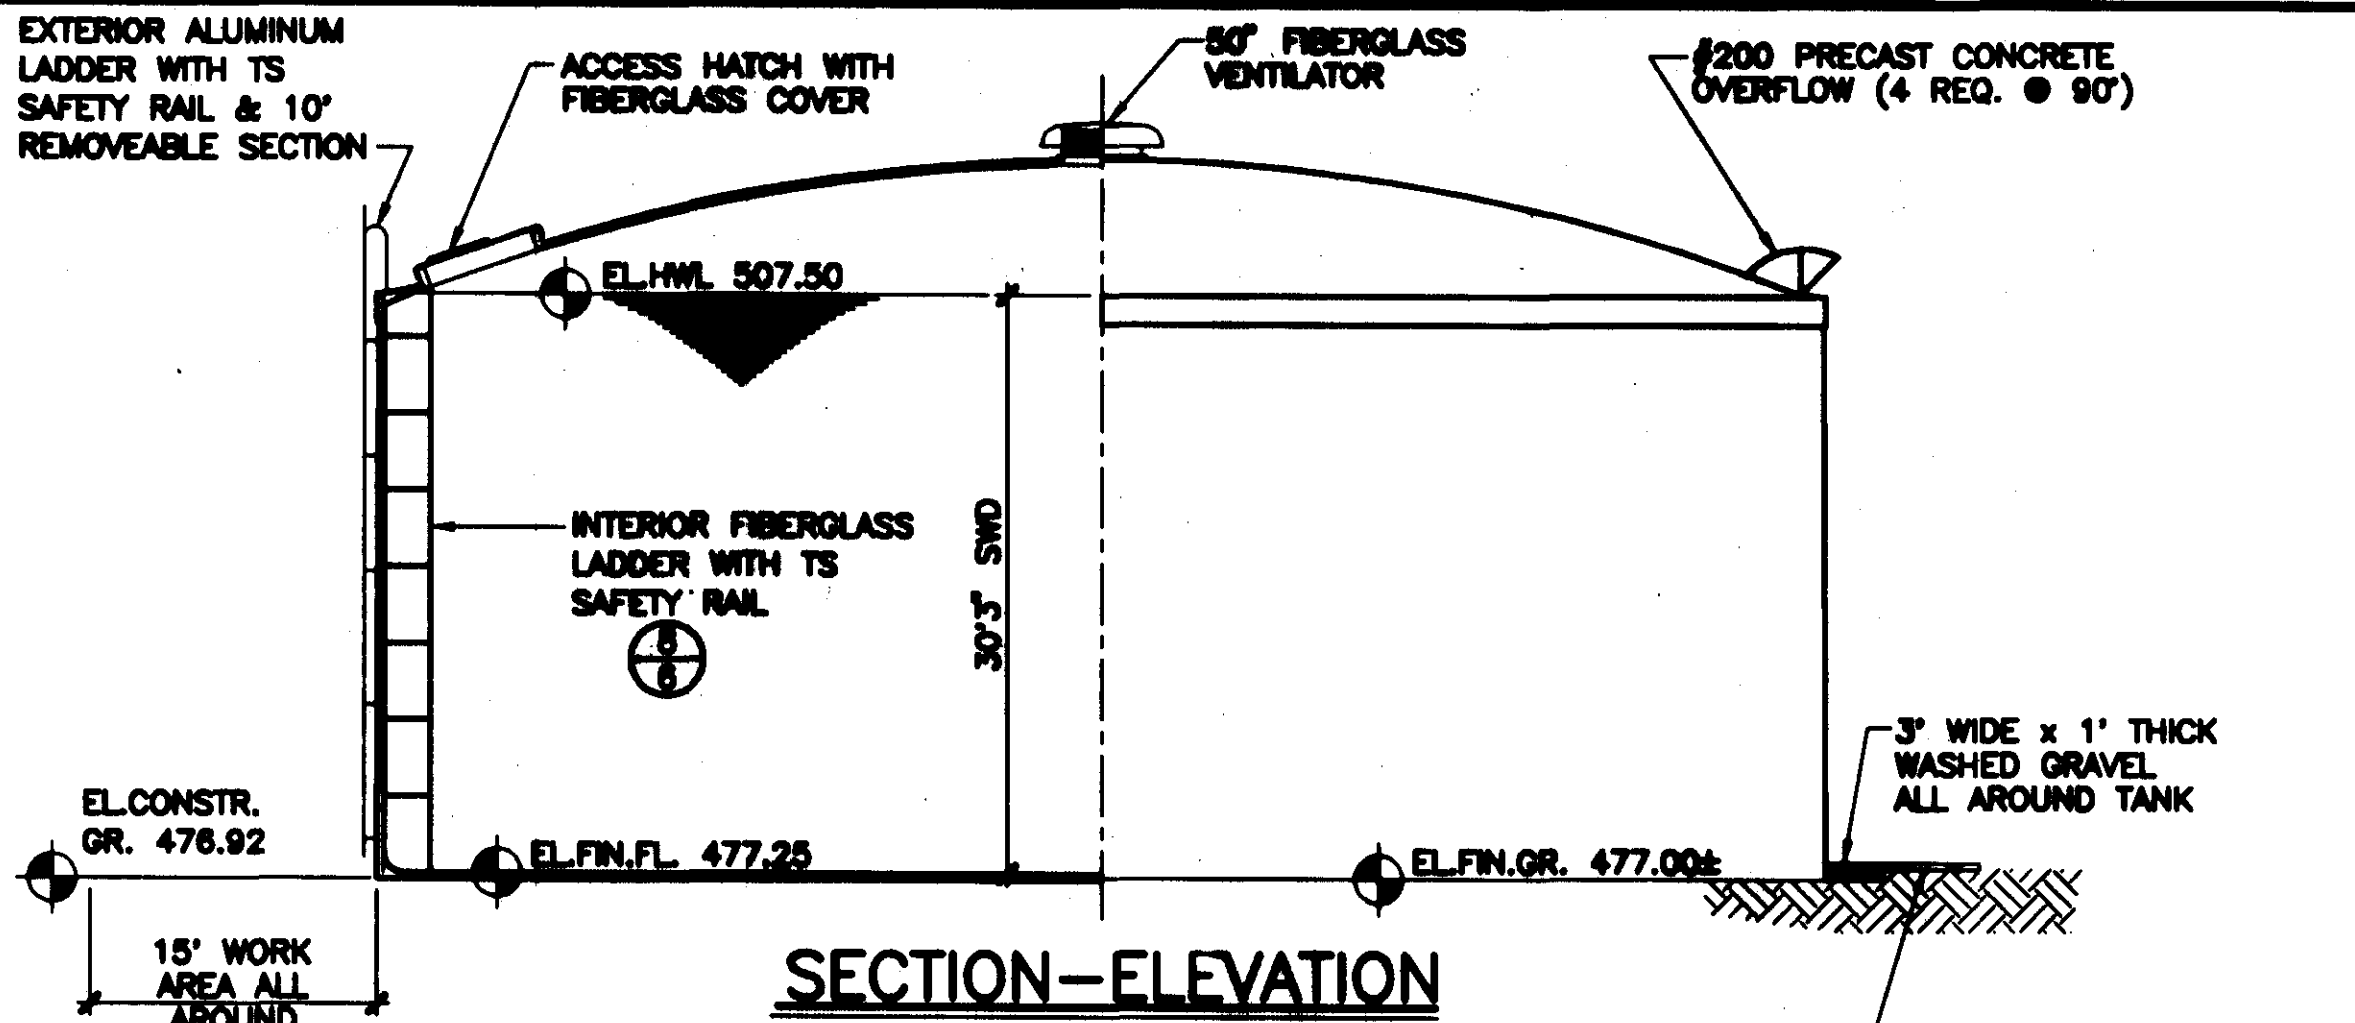 EXTERIOR ALUMINUM
LADDER WITH TS
SAFETY RAIL & 10'
REMOVEABLE SECTION
ACCESS HATCH WITH
FIBERGLASS COVER
50" FIBERGLASS
VENTILATOR
#200 PRECAST CONCRETE
OVERFLOW (4 REQ. @ 90°)
EL.HWL 507.50
INTERIOR FIBERGLASS
LADDER WITH TS
SAFETY RAIL
6
30'3" SWD
3' WIDE x 1' THICK
WASHED GRAVEL
ALL AROUND TANK
EL.CONSTR.
GR. 476.92
EL.FIN.FL. 477.25
EL.FIN.GR. 477.00±
15' WORK
AREA ALL
AROUND
SECTION-ELEVATION